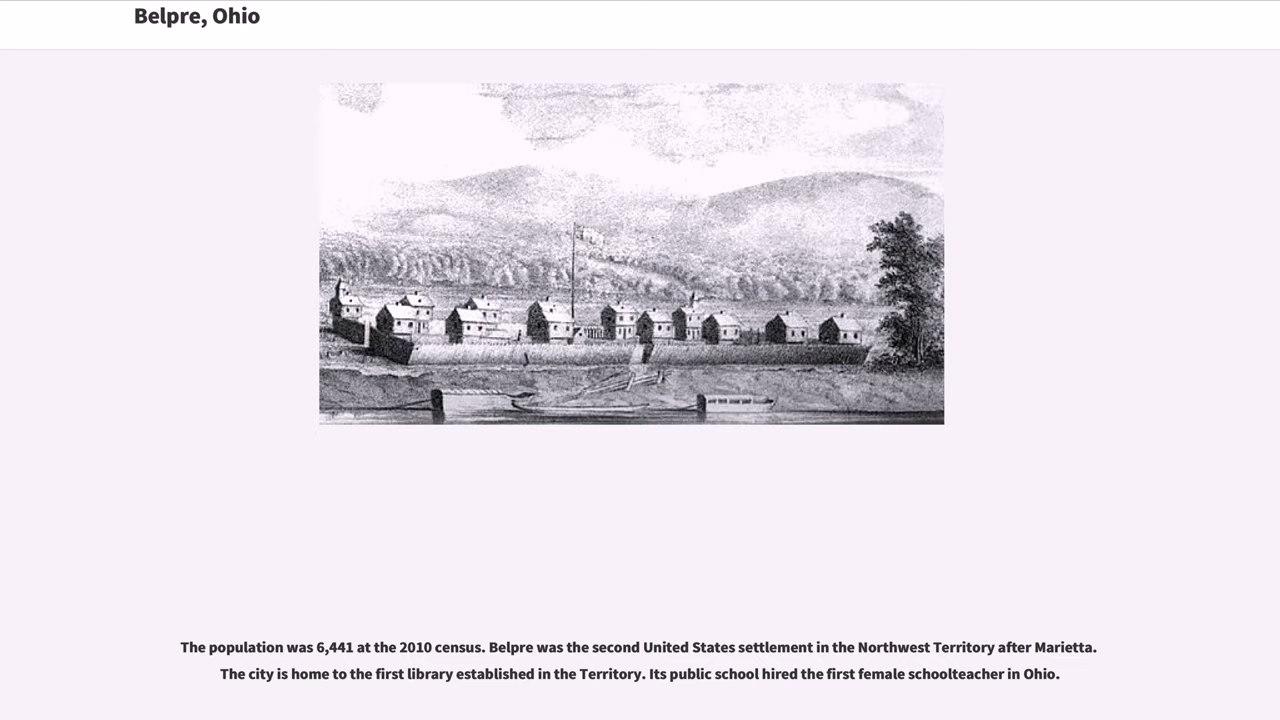 Belpre, Ohio
The population was 6,441 at the 2010 census. Belpre was the second United States settlement in the Northwest Territory after Marietta.
The city is home to the first library established in the Territory. Its public school hired the first female schoolteacher in Ohio.